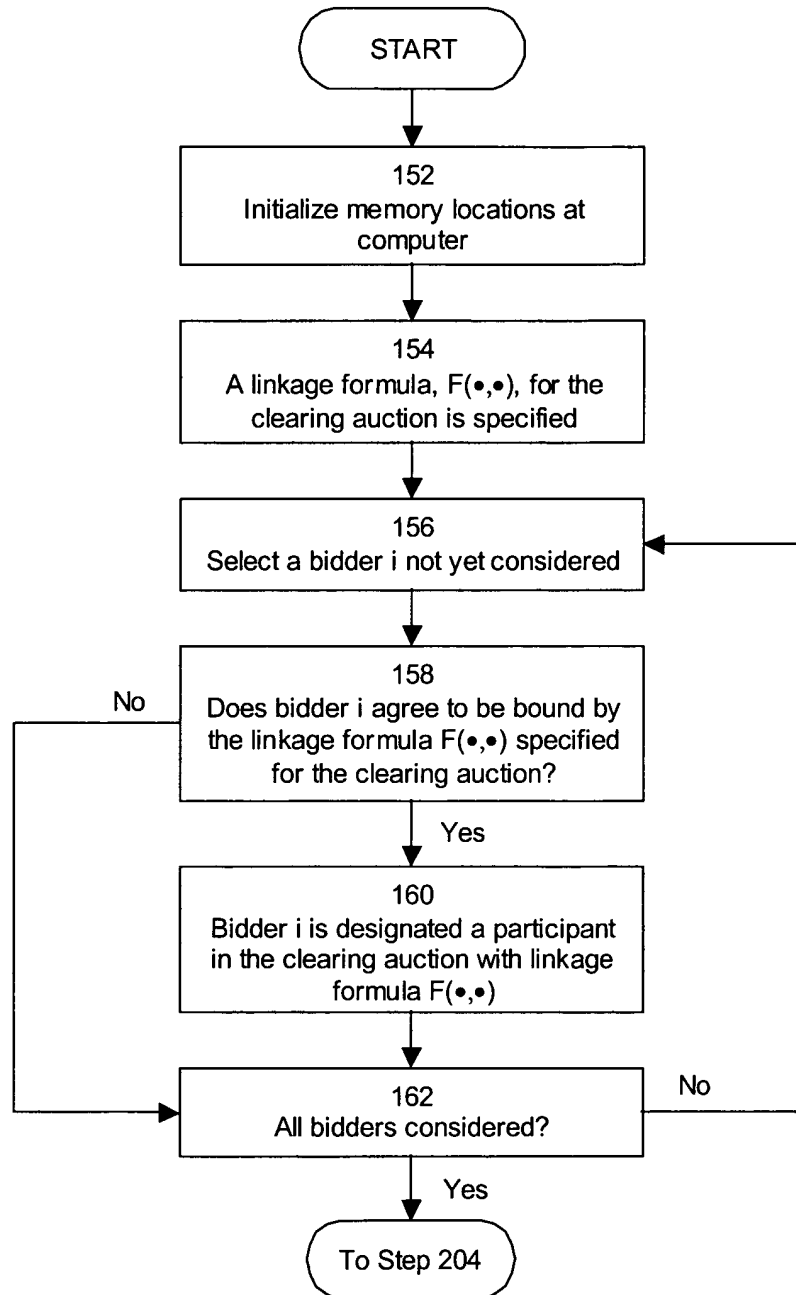 START
152
Initialize memory locations at
computer
154
A linkage formula, F(•,•), for the
clearing auction is specified
156
Select a bidder i not yet considered
158
Does bidder i agree to be bound by
the linkage formula F(•,•) specified
for the clearing auction?
No
Yes
160
Bidder i is designated a participant
in the clearing auction with linkage
formula F(•,•)
162
All bidders considered?
No
Yes
To Step 204